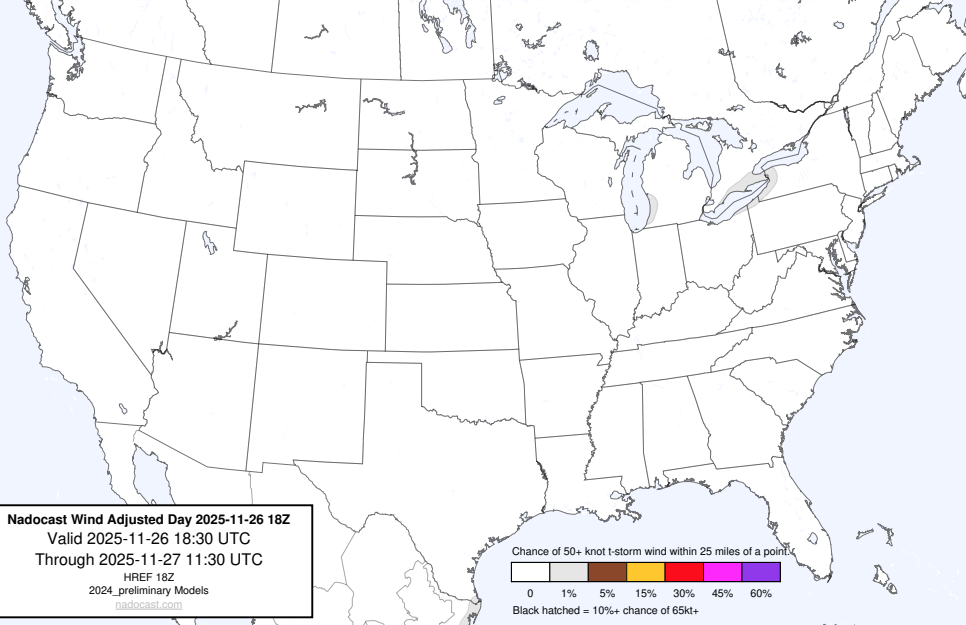 Nadocast Wind Adjusted Day 2025-11-26 18Z
Valid 2025-11-26 18:30 UTC
Through 2025-11-27 11:30 UTC
HREF 18Z
2024_preliminary Models
nadocast.com
Chance of 50+ knot t-storm wind within 25 miles of a point.
0 1% 5% 15% 30% 45% 60%
Black hatched = 10%+ chance of 65kt+